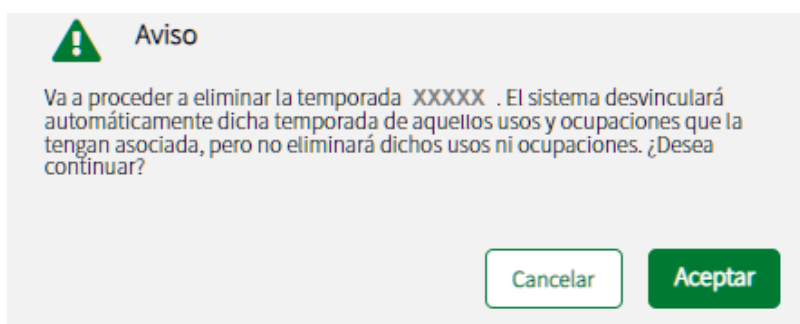 Aviso
Va a proceder a eliminar la temporada XXXXX . El sistema desvinculará
automáticamente dicha temporada de aquellos usos y ocupaciones que la
tengan asociada, pero no eliminará dichos usos ni ocupaciones. ¿Desea
continuar?
Cancelar Aceptar